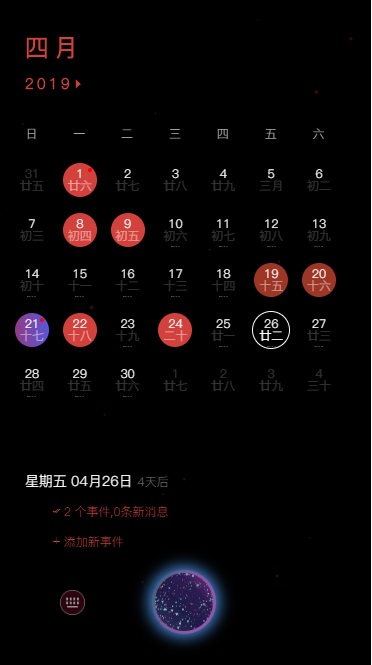 四月
2019
日 一 二 三 四 五 六
31 1 2 3 4 5 6
廿五 廿六 廿七 廿八 廿九 三月 初二
7 8 9 10 11 12 13
初三 初四 初五 初六 初七 初八 初九
14 15 16 17 18 19 20
初十 十一 十二 十三 十四 十五 十六
21 22 23 24 25 26 27
十七 十八 十九 二十 廿一 廿二 廿三
28 29 30 1 2 3 4
廿四 廿五 廿六 廿七 廿八 廿九 三十
星期五 04月26日 4天后
2 个事件,0条新消息
添加新事件